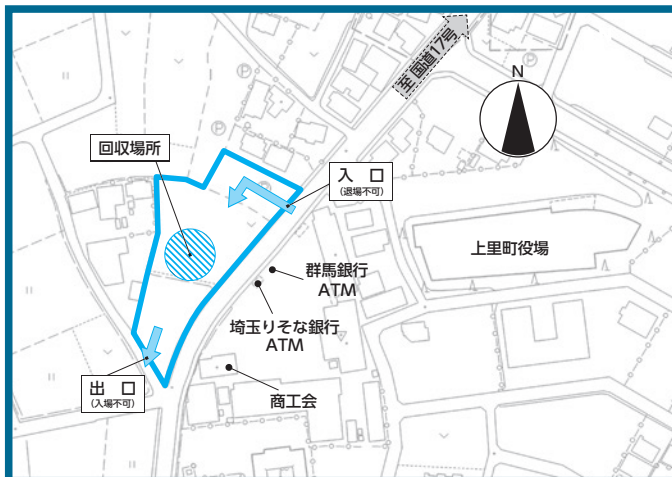 至 国道17号
N
回収場所
入 口
(退場不可)
上里町役場
群馬銀行
ATM
埼玉りそな銀行
ATM
出 口
(入場不可)
商工会
P
P